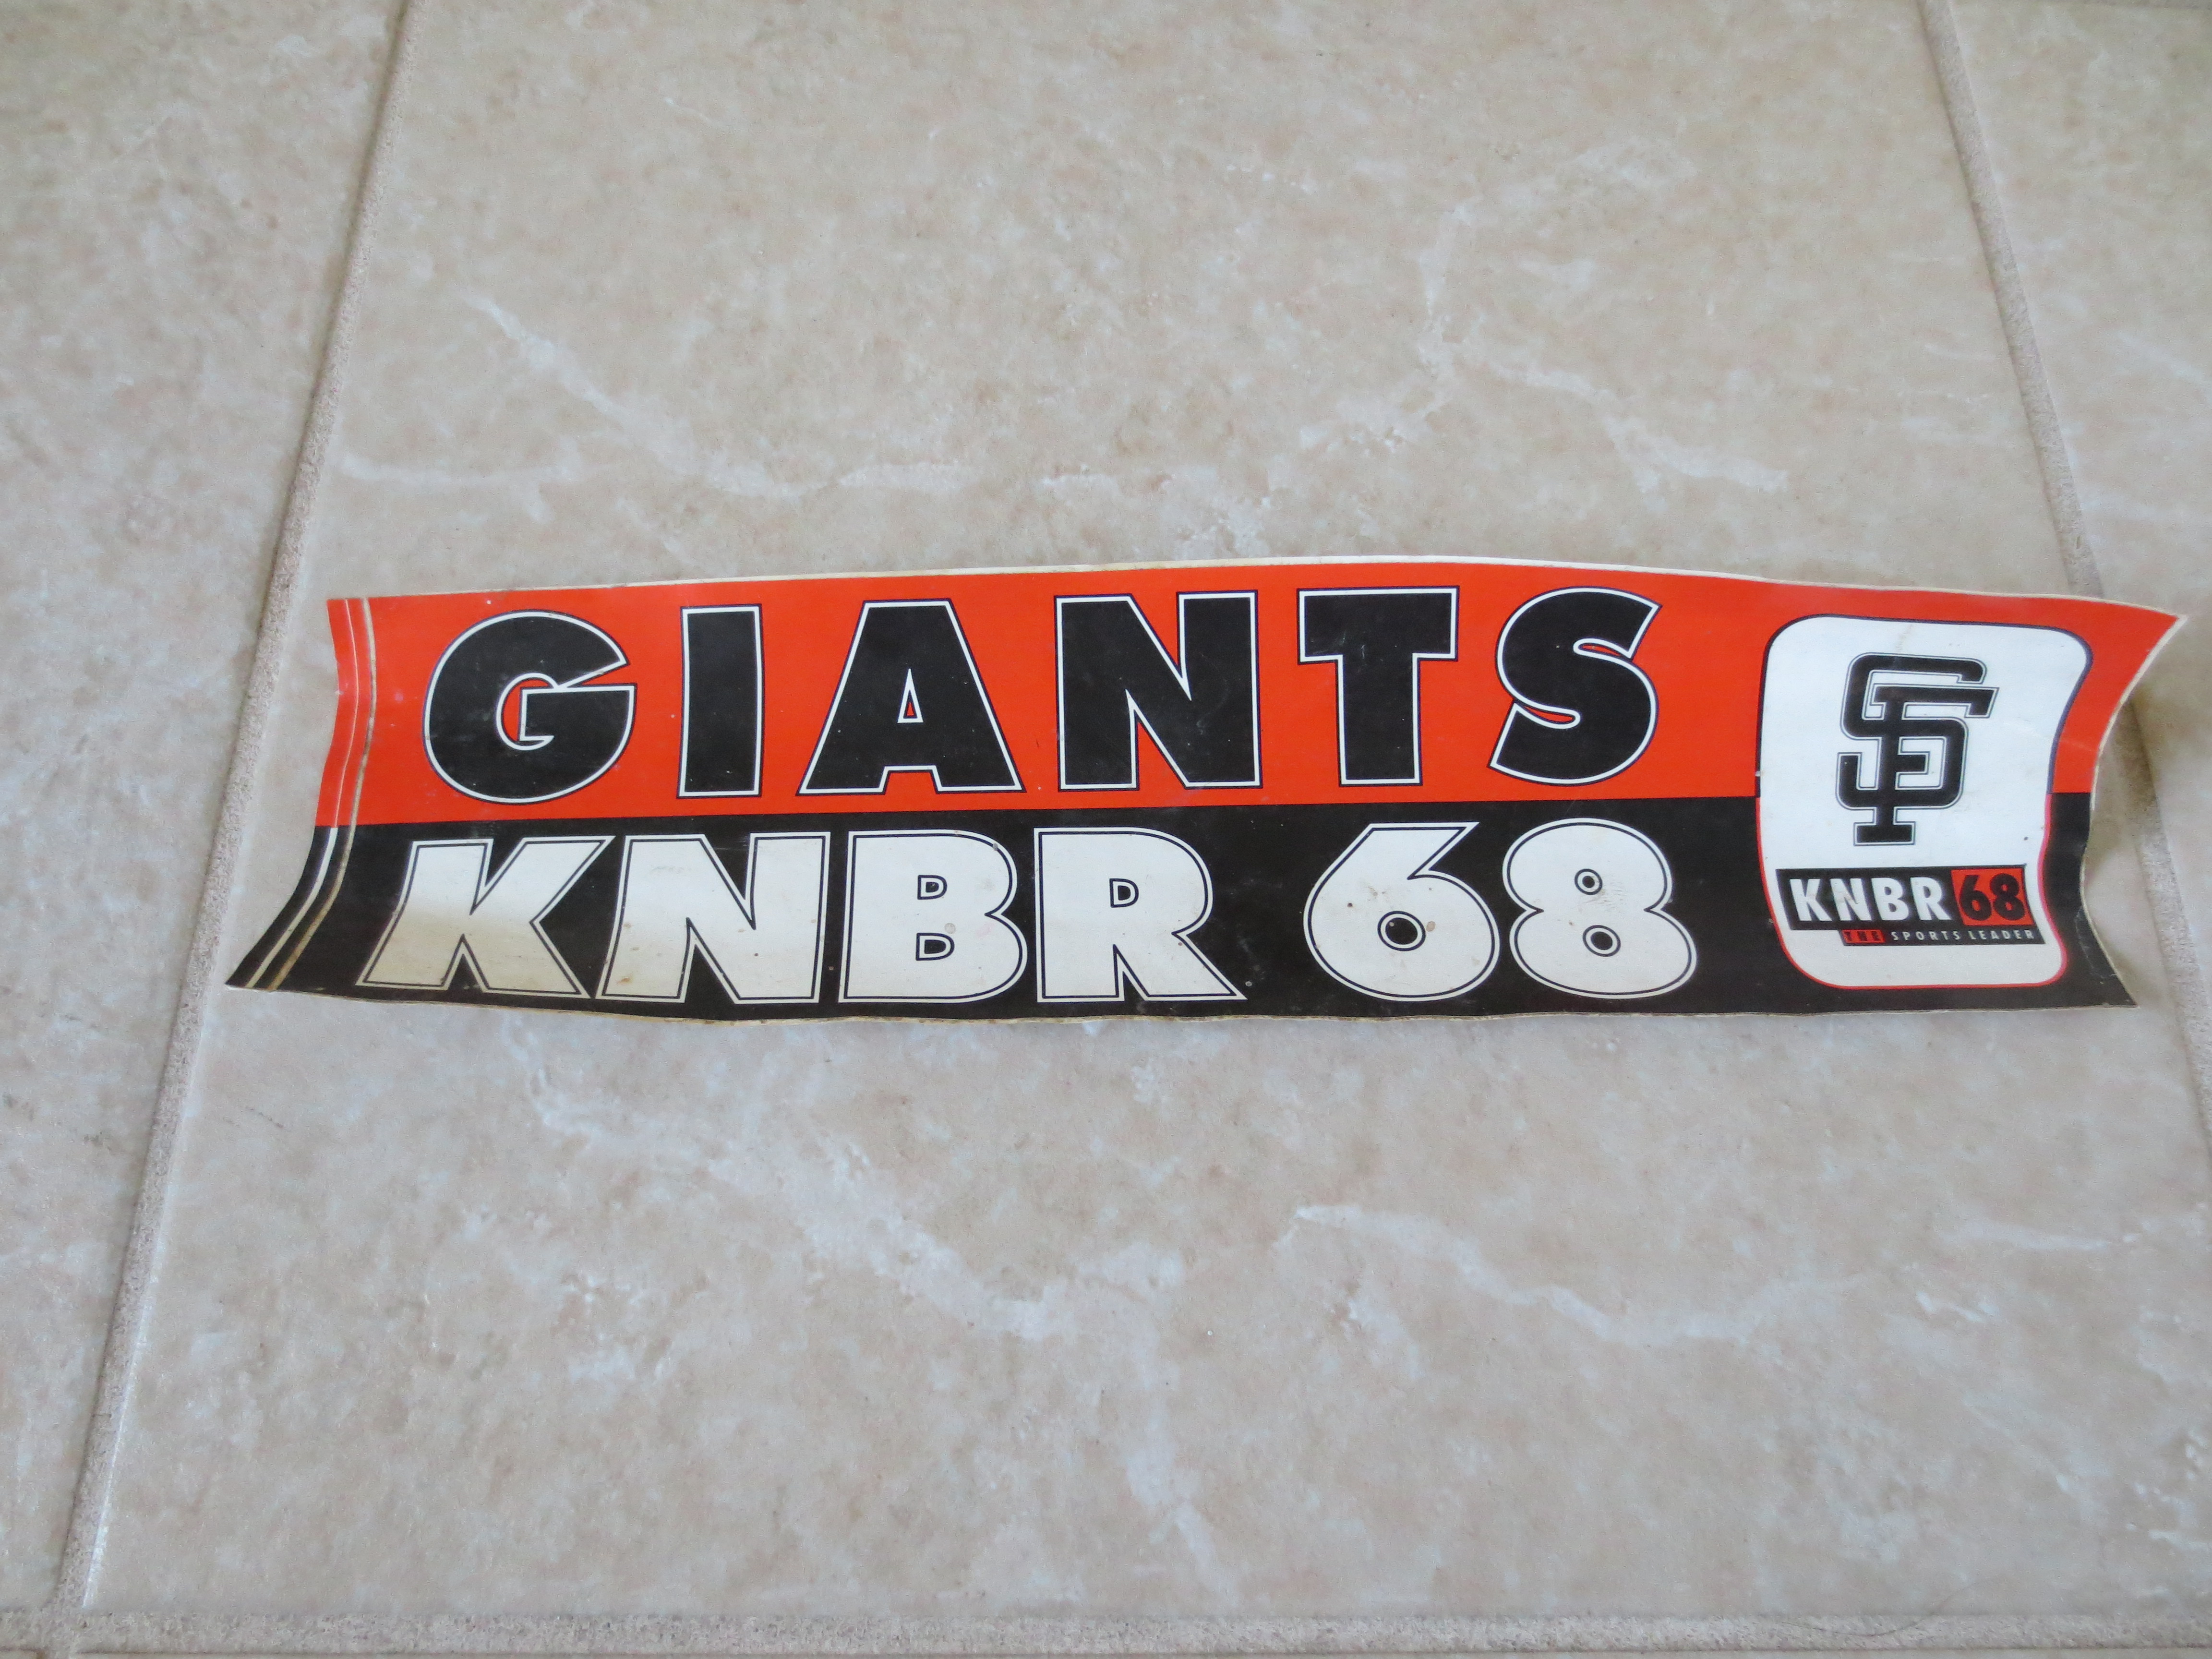 GIANTS
KNBR 68
SF
KNBR 68
THE SPORTS LEADER